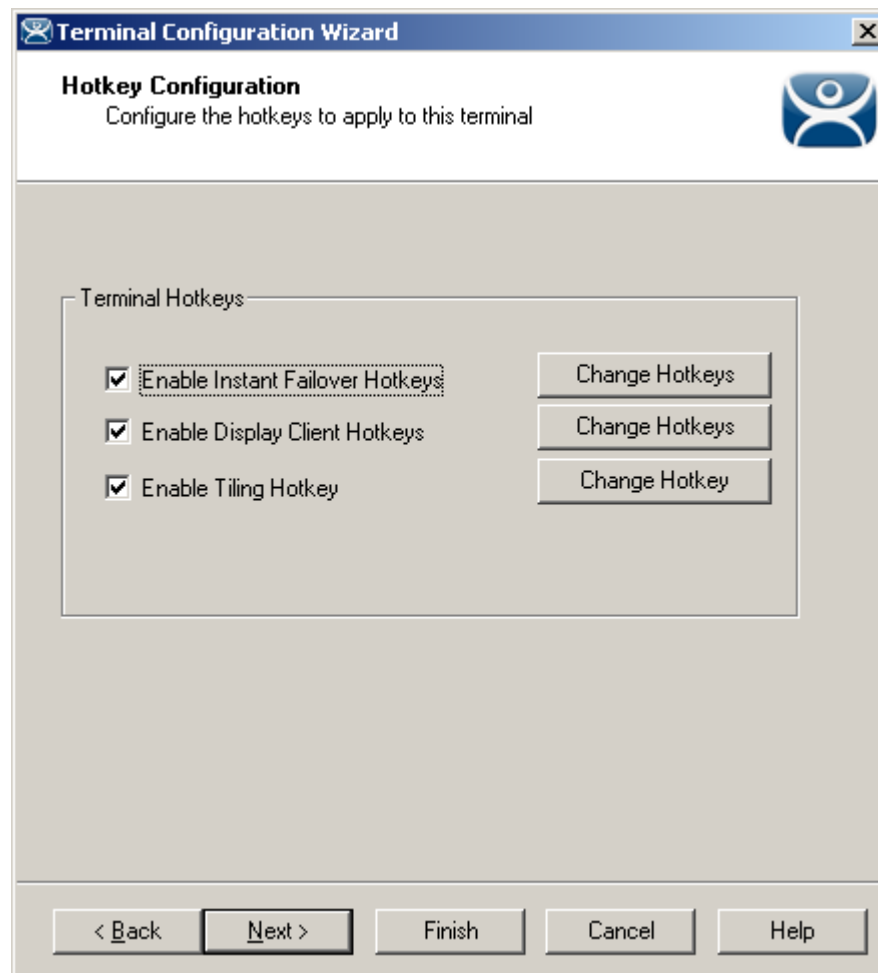 Terminal Configuration Wizard
Hotkey Configuration
Configure the hotkeys to apply to this terminal
Terminal Hotkeys
Enable Instant Failover Hotkeys
Change Hotkeys
Enable Display Client Hotkeys
Change Hotkeys
Enable Tiling Hotkey
Change Hotkey
< Back
Next >
Finish
Cancel
Help